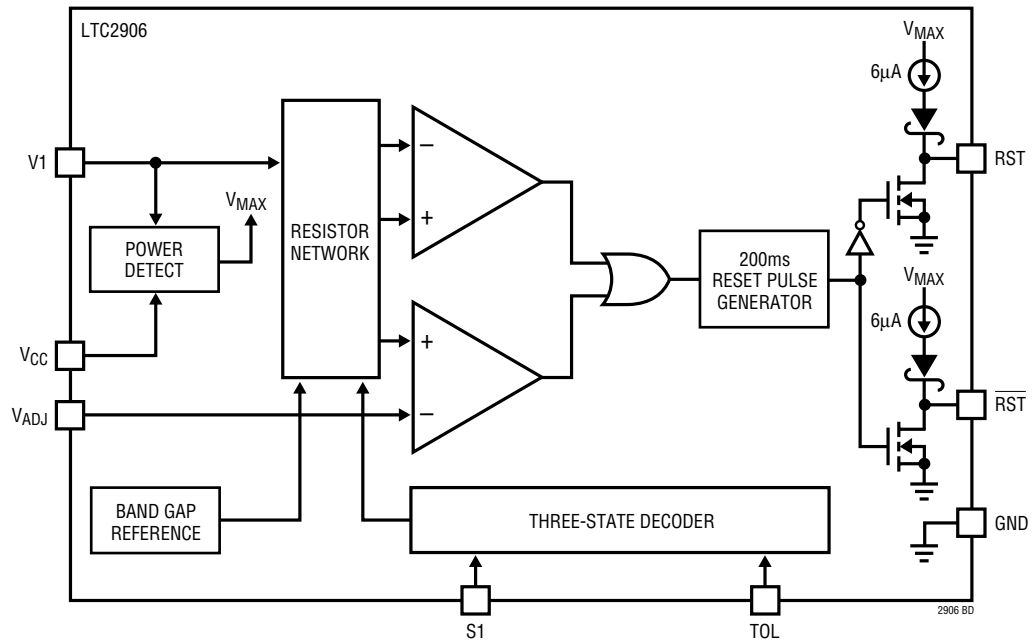 LTC2906
V1
VCC
VADJ
POWER
DETECT
VMAX
RESISTOR
NETWORK
−
+
+
−
BAND GAP
REFERENCE
THREE-STATE DECODER
S1
TOL
200ms
RESET PULSE
GENERATOR
VMAX
6µA
RST
VMAX
6µA
R̅S̅T̅
GND
2906 BD